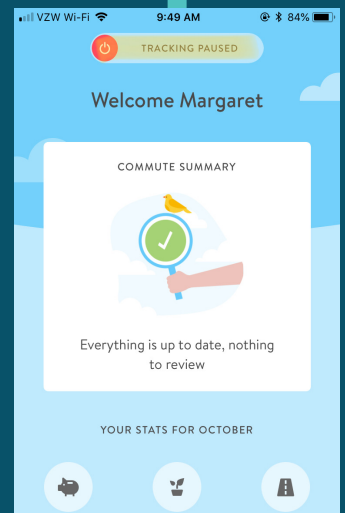 VZW Wi-Fi 9:49 AM 84%
TRACKING PAUSED
Welcome Margaret
COMMUTE SUMMARY
Everything is up to date, nothing
to review
YOUR STATS FOR OCTOBER